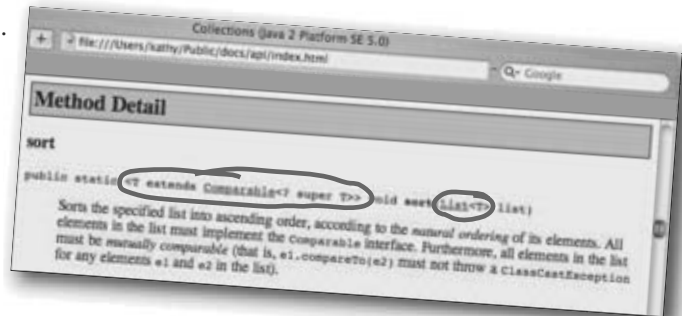 Collections (Java 2 Platform SE 5.0)
file:///Users/kathy/Public/docs/api/index.html
Google
Method Detail
sort
public static <T extends Comparable<? super T>> void sort(List<T> list)
Sorts the specified list into ascending order, according to the natural ordering of its elements. All
elements in the list must implement the Comparable interface. Furthermore, all elements in the list
must be mutually comparable (that is, e1.compareTo(e2) must not throw a ClassCastException
for any elements e1 and e2 in the list).